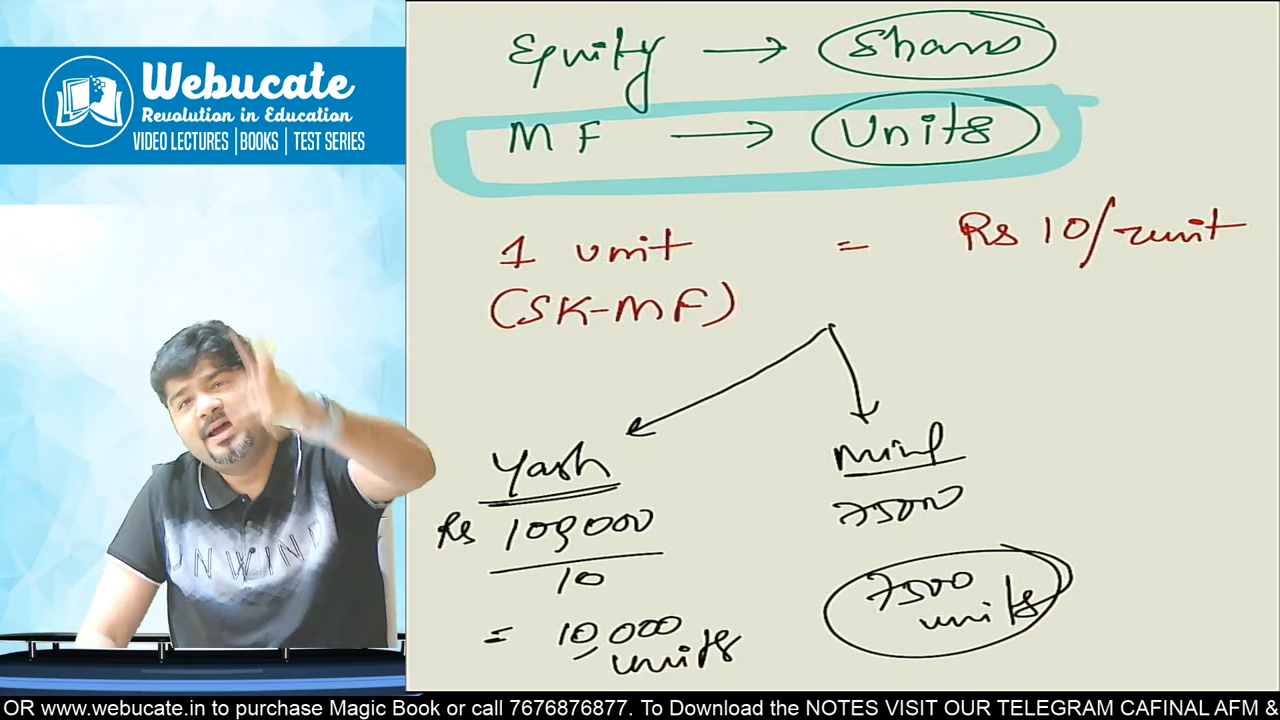 Webucate
Revolution in Education
VIDEO LECTURES | BOOKS | TEST SERIES
Equity → Shares
MF → Units
1 unit = Rs 10/unit
(SK-MF)
Yash
Rs 100,000
10
= 10,000
units
75000
7500
units
UNWIND
OR www.webucate.in to purchase Magic Book or call 7676876877. To Download the NOTES VISIT OUR TELEGRAM CAFINAL AFM &